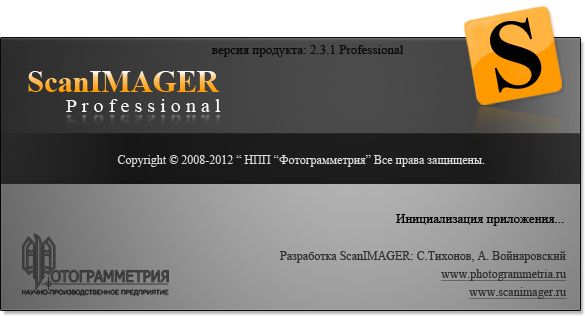 версия продукта: 2.3.1 Professional
S
ScanIMAGER
Professional
Copyright © 2008-2012 “ НПП “Фотограмметрия” Все права защищены.
Инициализация приложения...
Фотограмметрия
НАУЧНО-ПРОИЗВОДСТВЕННОЕ ПРЕДПРИЯТИЕ
Разработка ScanIMAGER: С.Тихонов, А. Войнаровский
www.photogrammetria.ru
www.scanimager.ru